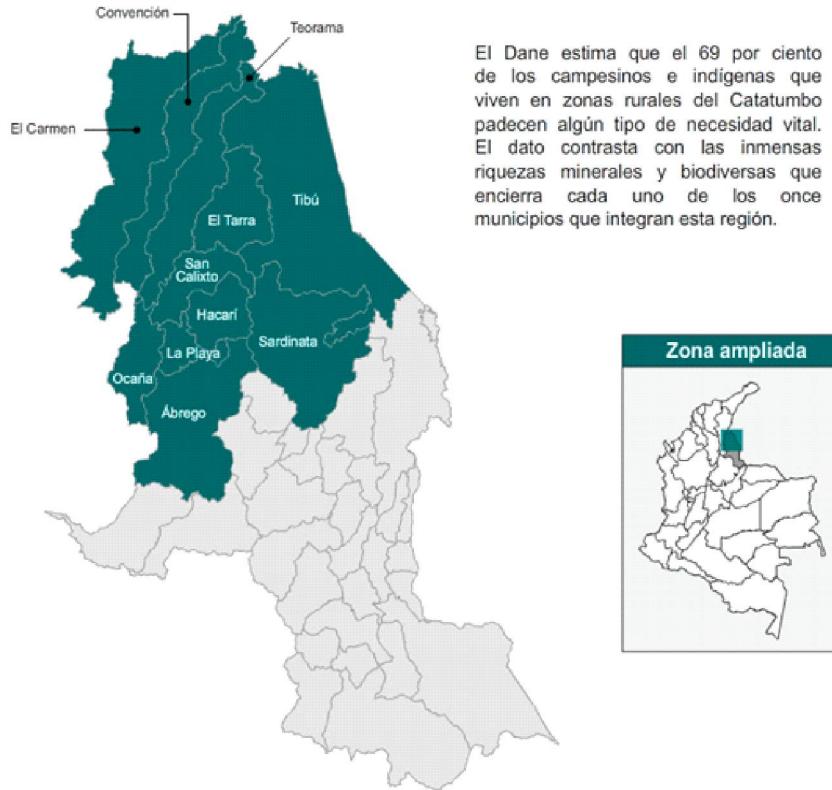 Convención
Teorama
El Carmen
Tibú
El Tarra
San
Calixto
Hacarí
La Playa
Sardinata
Ocaña
Ábrego
El Dane estima que el 69 por ciento
de los campesinos e indígenas que
viven en zonas rurales del Catatumbo
padecen algún tipo de necesidad vital.
El dato contrasta con las inmensas
riquezas minerales y biodiversas que
encierra cada uno de los once
municipios que integran esta región.
Zona ampliada